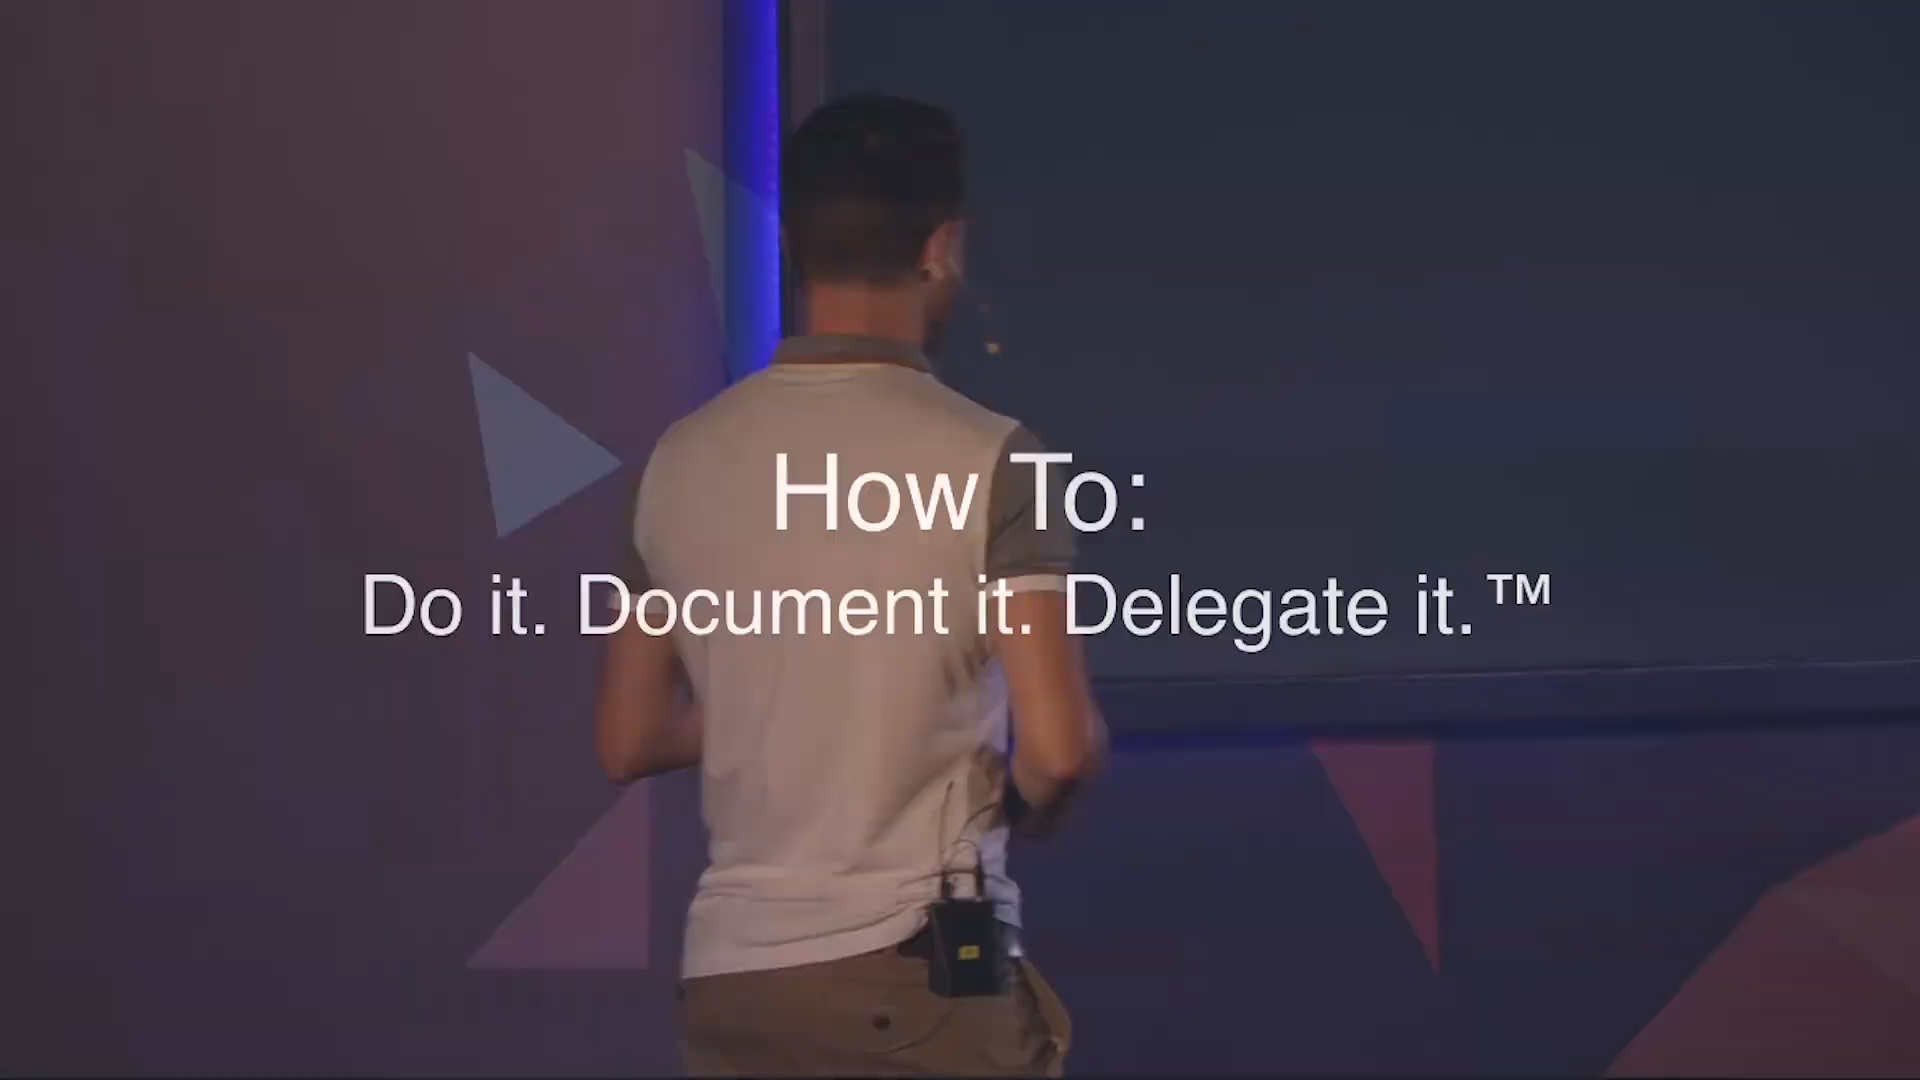 How To:
Do it. Document it. Delegate it.™